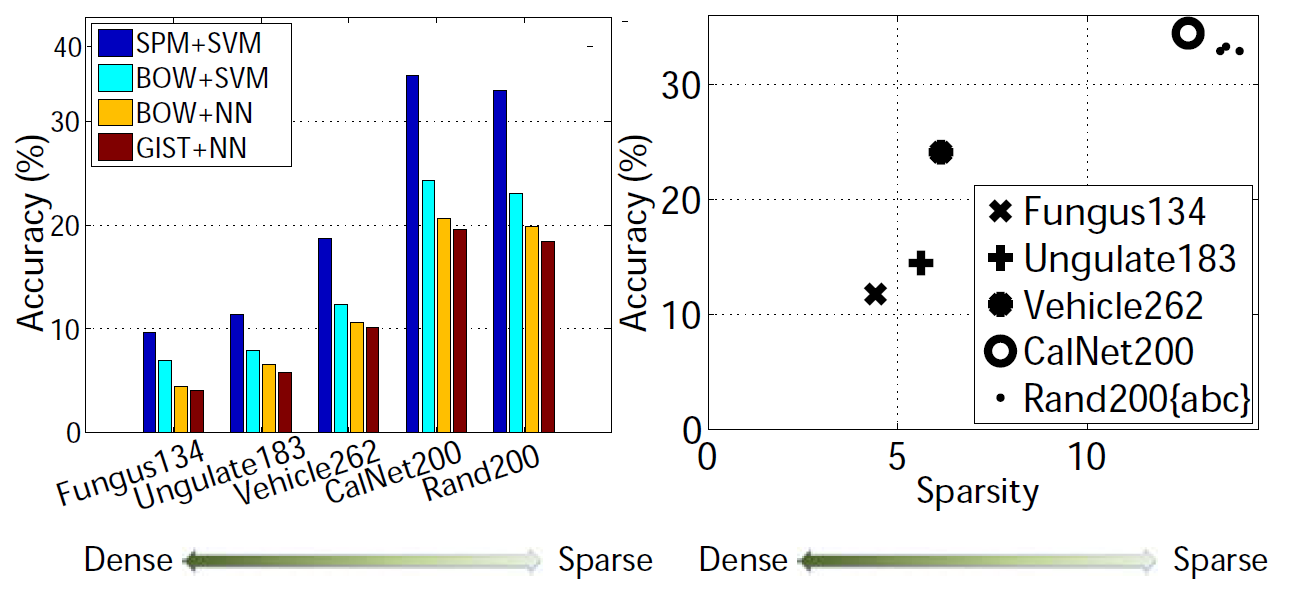 40
30
20
10
0
Accuracy (%)
SPM+SVM
BOW+SVM
BOW+NN
GIST+NN
Fungus134
Ungulate183
Vehicle262
CalNet200
Rand200
Dense
Sparse
30
20
10
0
Accuracy (%)
Fungus134
Ungulate183
Vehicle262
CalNet200
Rand200{abc}
0 5 10
Sparsity
Dense
Sparse